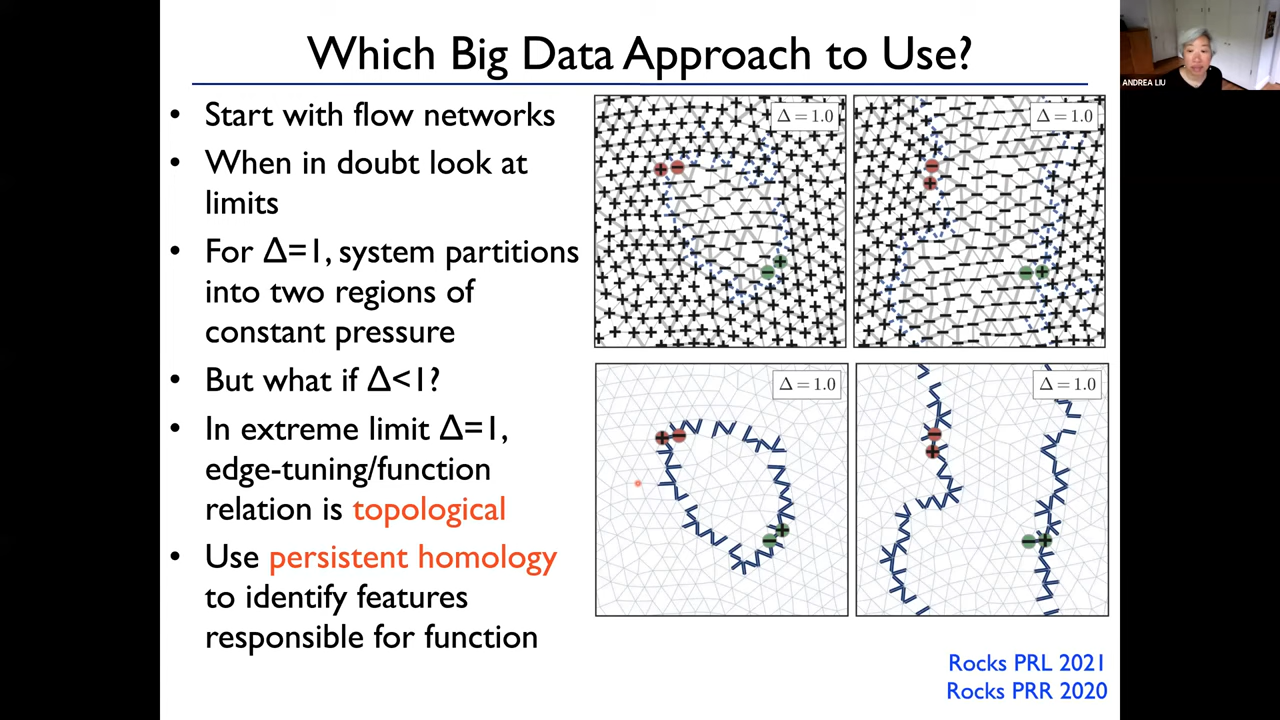 Which Big Data Approach to Use?
ANDREA LIU
• Start with flow networks
• When in doubt look at
limits
• For Δ=1, system partitions
into two regions of
constant pressure
• But what if Δ<1?
• In extreme limit Δ=1,
edge-tuning/function
relation is topological
• Use persistent homology
to identify features
responsible for function
Δ = 1.0
Δ = 1.0
Δ = 1.0
Δ = 1.0
Rocks PRL 2021
Rocks PRR 2020